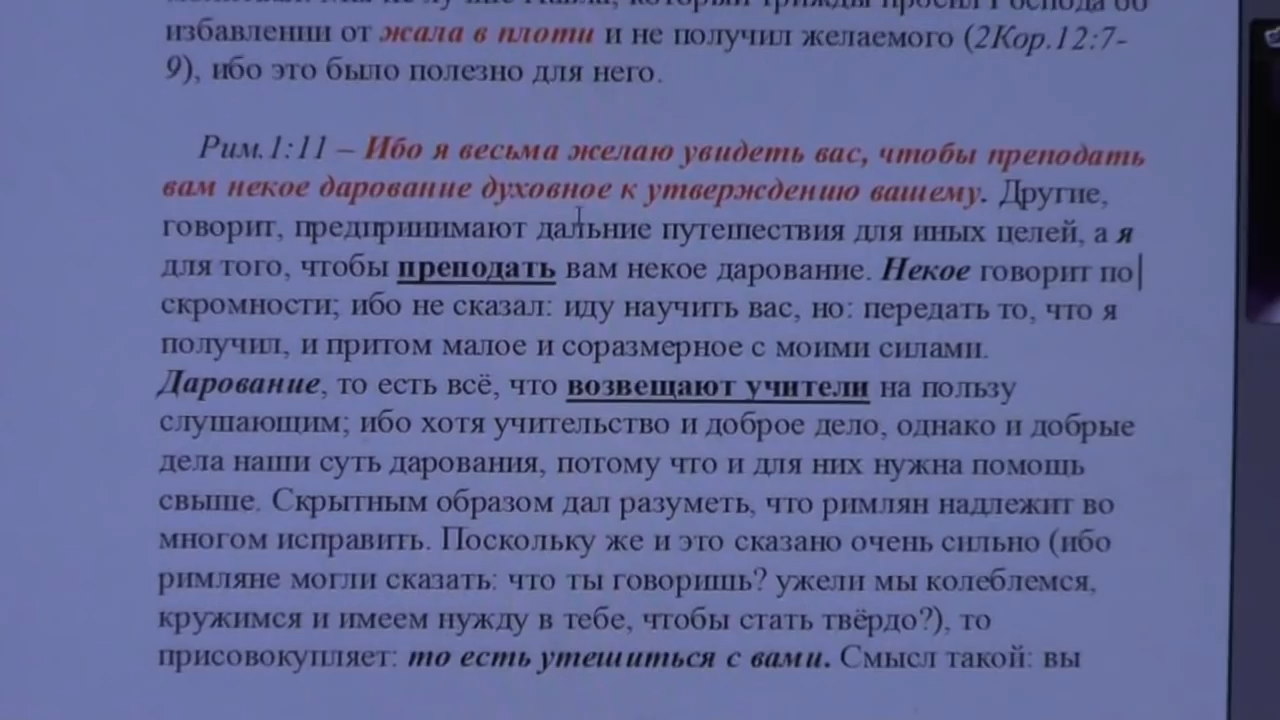 трижды просил Господа об
избавлении от жала в плоти и не получил желаемого (2Кор.12:7-
9), ибо это было полезно для него.
Рим.1:11 – Ибо я весьма желаю увидеть вас, чтобы преподать
вам некое дарование духовное к утверждению вашему. Другие,
говорит, предпринимают дальние путешествия для иных целей, а я
для того, чтобы преподать вам некое дарование. Некое говорит по
скромности; ибо не сказал: иду научить вас, но: передать то, что я
получил, и притом малое и соразмерное с моими силами.
Дарование, то есть всё, что возвещают учители на пользу
слушающим; ибо хотя учительство и доброе дело, однако и добрые
дела наши суть дарования, потому что и для них нужна помощь
свыше. Скрытным образом дал разуметь, что римлян надлежит во
многом исправить. Поскольку же и это сказано очень сильно (ибо
римляне могли сказать: что ты говоришь? ужели мы колеблемся,
кружимся и имеем нужду в тебе, чтобы стать твёрдо?), то
присовокупляет: то есть утешиться с вами. Смысл такой: вы